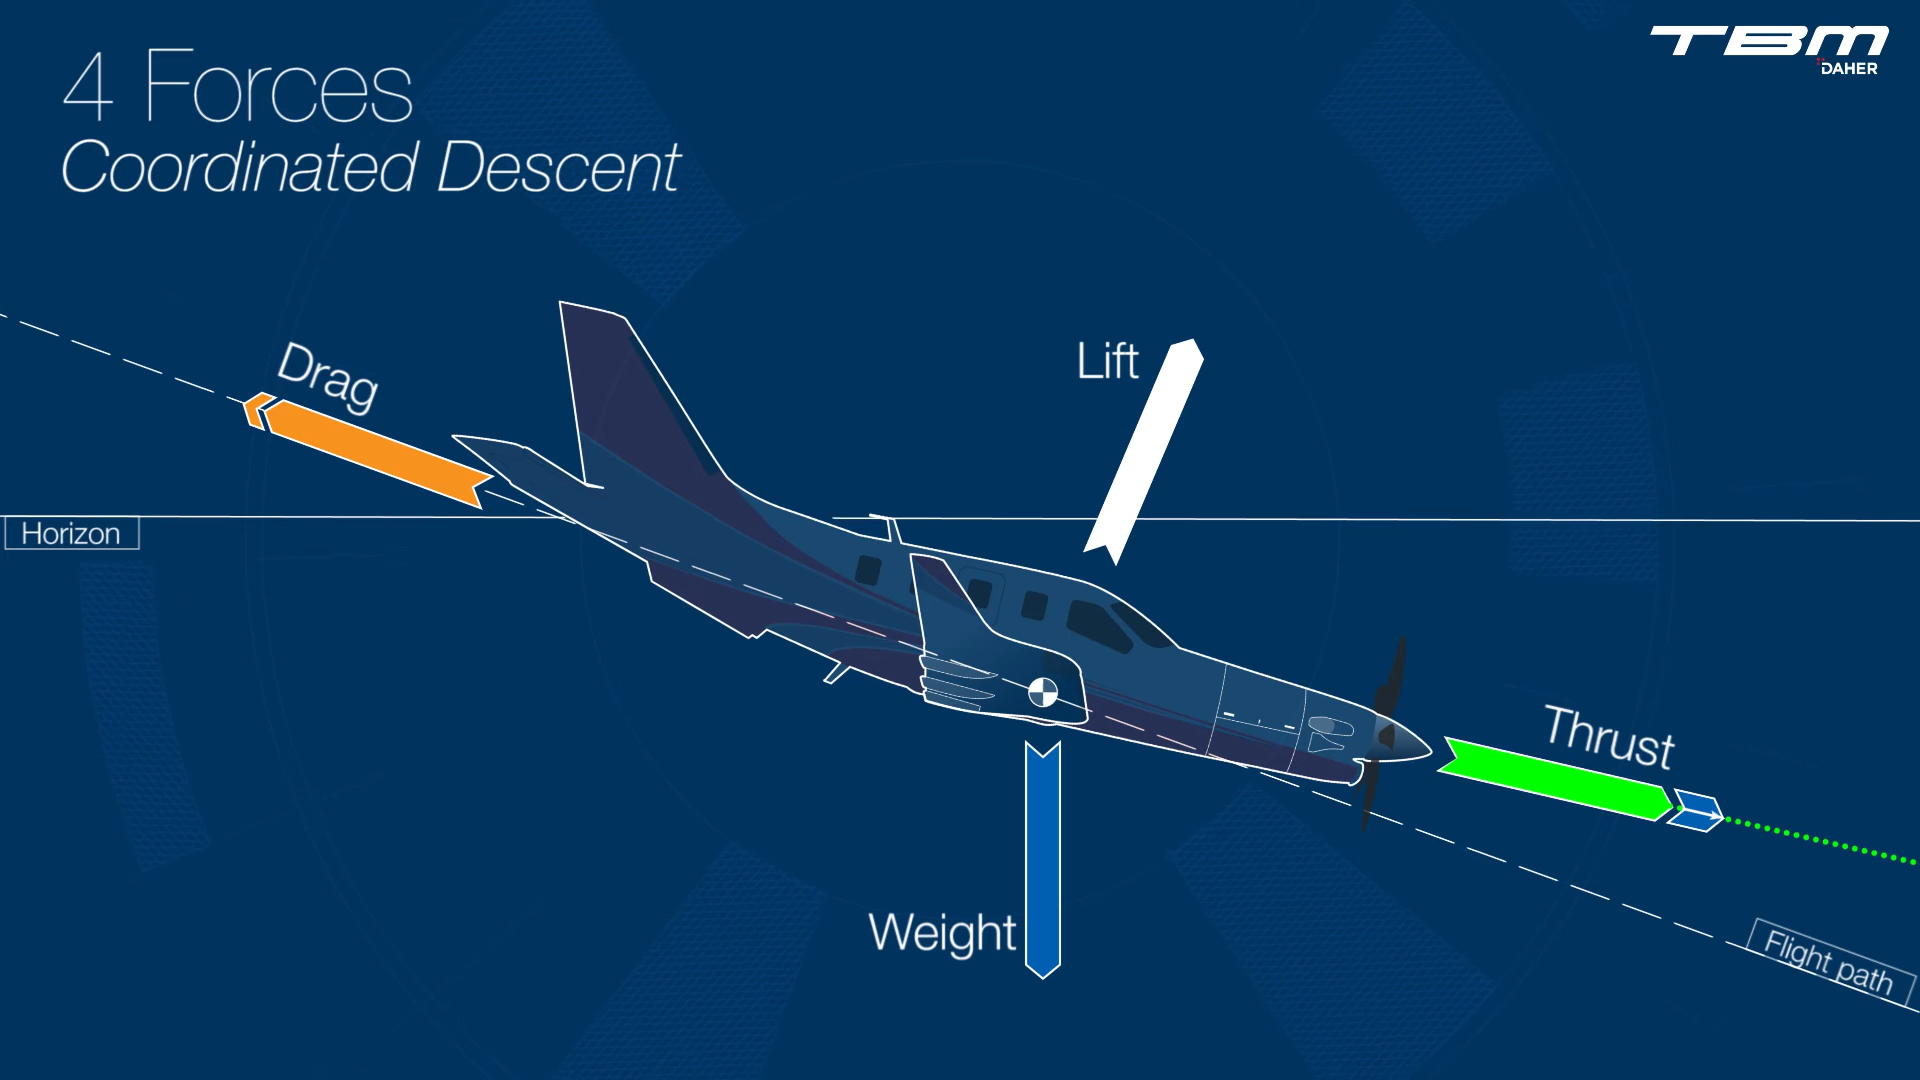 4 Forces
Coordinated Descent
TBM
DAHER
Drag
Lift
Horizon
Thrust
Weight
Flight path